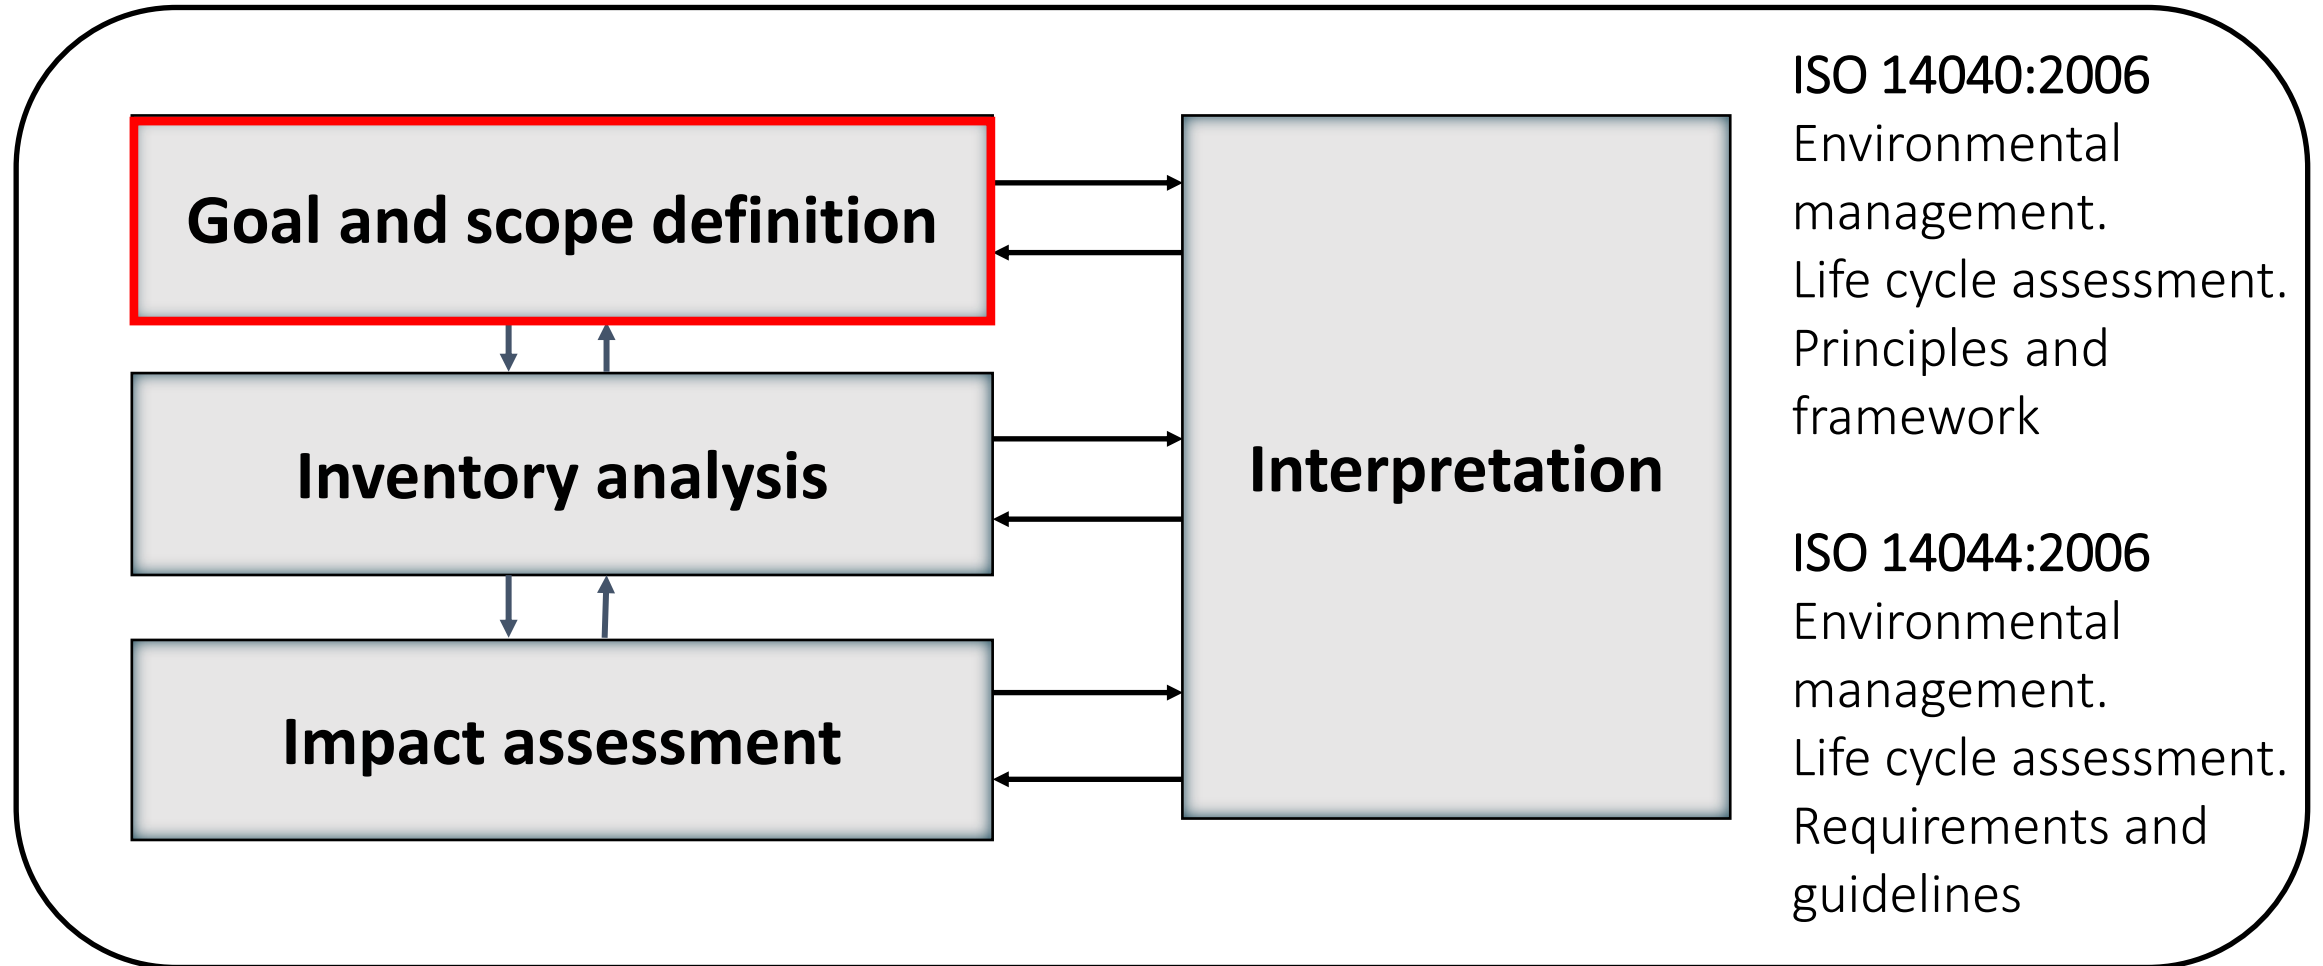 Goal and scope definition
Inventory analysis
Impact assessment
Interpretation
ISO 14040:2006
Environmental
management.
Life cycle assessment.
Principles and
framework
ISO 14044:2006
Environmental
management.
Life cycle assessment.
Requirements and
guidelines